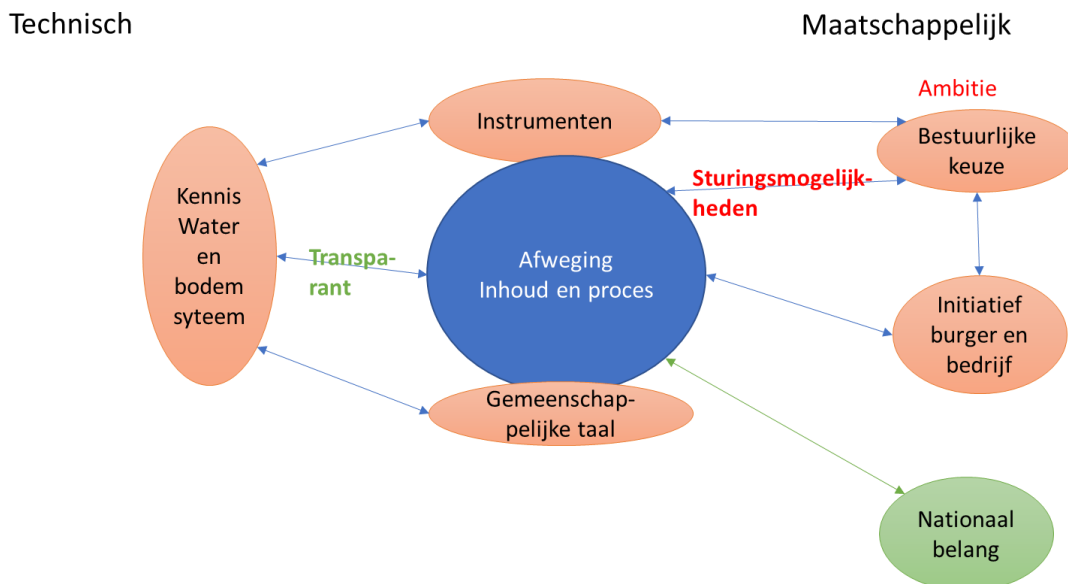 Technisch
Maatschappelijk
Ambitie
Instrumenten
Bestuurlijke
keuze
Sturingsmogelijk-
heden
Kennis
Water
en
bodem
syteem
Transpa-
rant
Afweging
Inhoud en proces
Initiatief
burger en
bedrijf
Gemeenschap-
pelijke taal
Nationaal
belang